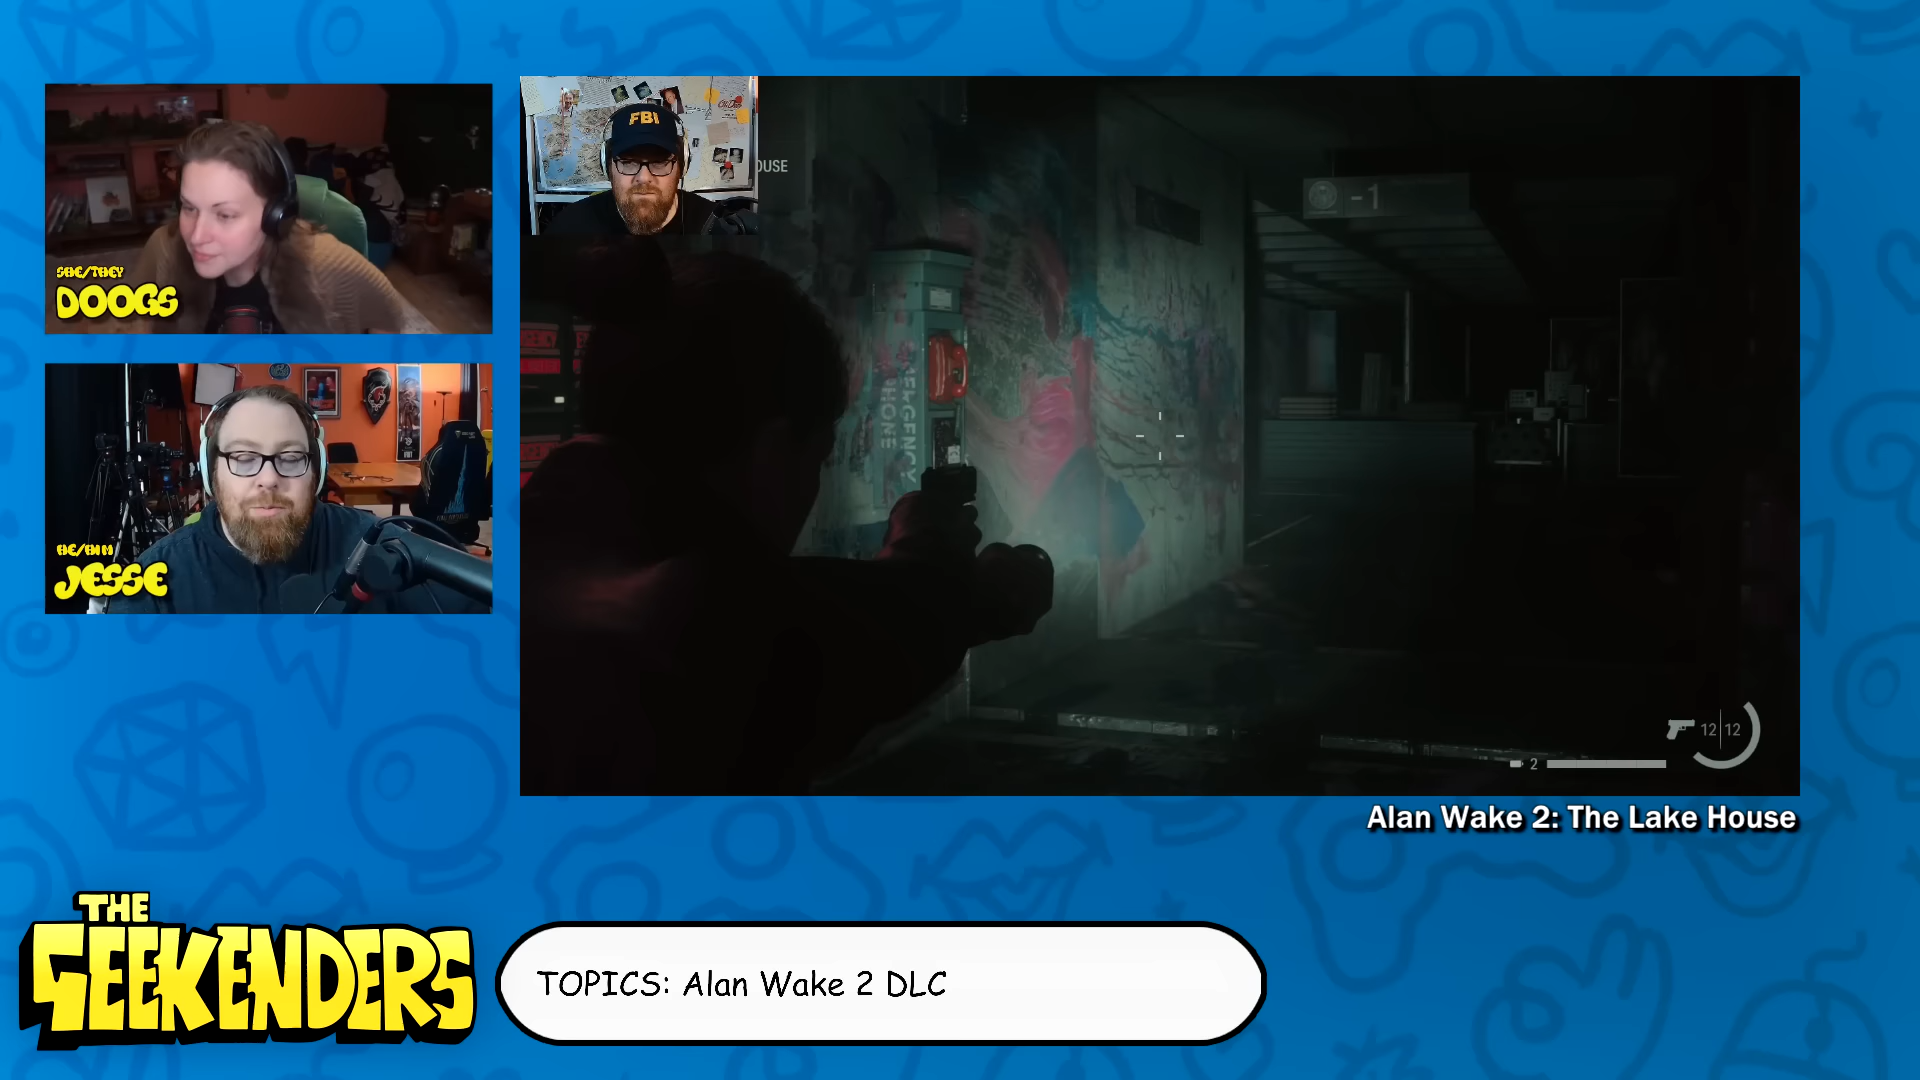 SHE/THEY
DOOGS
HE/HIM
JESSE
FBI
OUSE
-1
EMERGENCY
PHONE
12 12
2
Alan Wake 2: The Lake House
THE
GEEKENDERS
TOPICS: Alan Wake 2 DLC